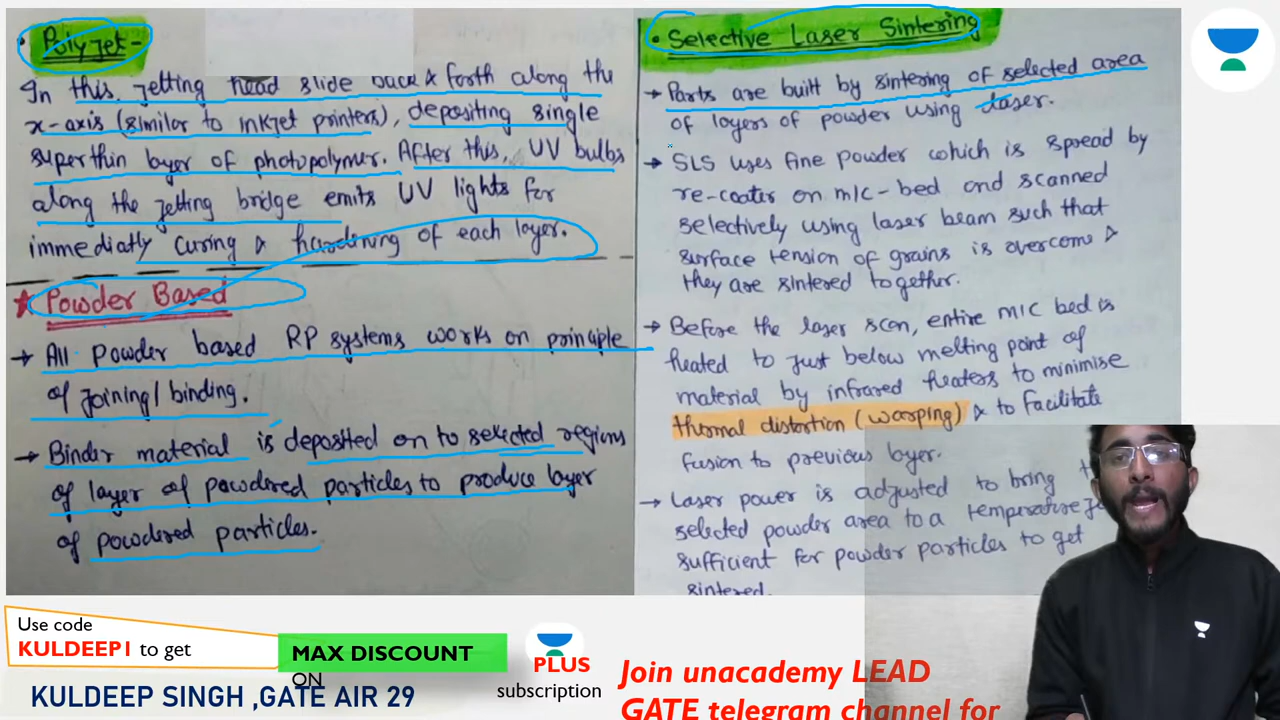 • Polyjet -
In this, jetting head slide back & forth along the
x-axis (similar to inkjet printers), depositing single
super thin layer of photopolymer. After this, UV bulbs
along the jetting bridge emits UV lights for
immediatly curing & hardening of each layer.
★ Powder Based
→ All powder based RP systems works on principle
of joining/binding.
→ Binder material is deposited on to selected regions
of layer of powdered particles to produce layer
of powdered particles.
• Selective Laser Sintering
→ Parts are built by sintering of selected area
of layers of powder using laser.
→ SLS uses fine powder which is spread by
re-coater on m/c-bed and scanned
selectively using laser beam such that
surface tension of grains is overcome &
they are sintered together.
→ Before the laser scan, entire m/c bed is
heated to just below melting point of
material by infrared heaters to minimise
thermal distortion (warping) & to facilitate
fusion to previous layer.
→ Laser power is adjusted to bring
selected powder area to a temperature
sufficient for powder particles to get
sintered.
Use code
KULDEEP1 to get
MAX DISCOUNT
ON
PLUS
subscription
KULDEEP SINGH ,GATE AIR 29
Join unacademy LEAD
GATE telegram channel for